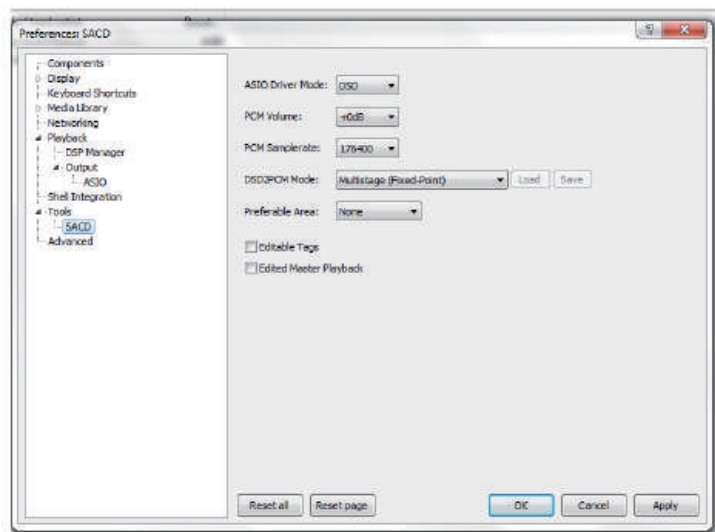 Preferences: SACD
Components
Display
Keyboard Shortcuts
Media Library
Networking
Playback
DSP Manager
Output
ASIO
Shell Integration
Tools
SACD
Advanced
ASIO Driver Mode: DSD
PCM Volume: +0dB
PCM Samplerate: 176400
DSD2PCM Mode: Multistage (Fixed-Point) Load Save
Preferable Area: None
Editable Tags
Edited Master Playback
Reset all Reset page OK Cancel Apply